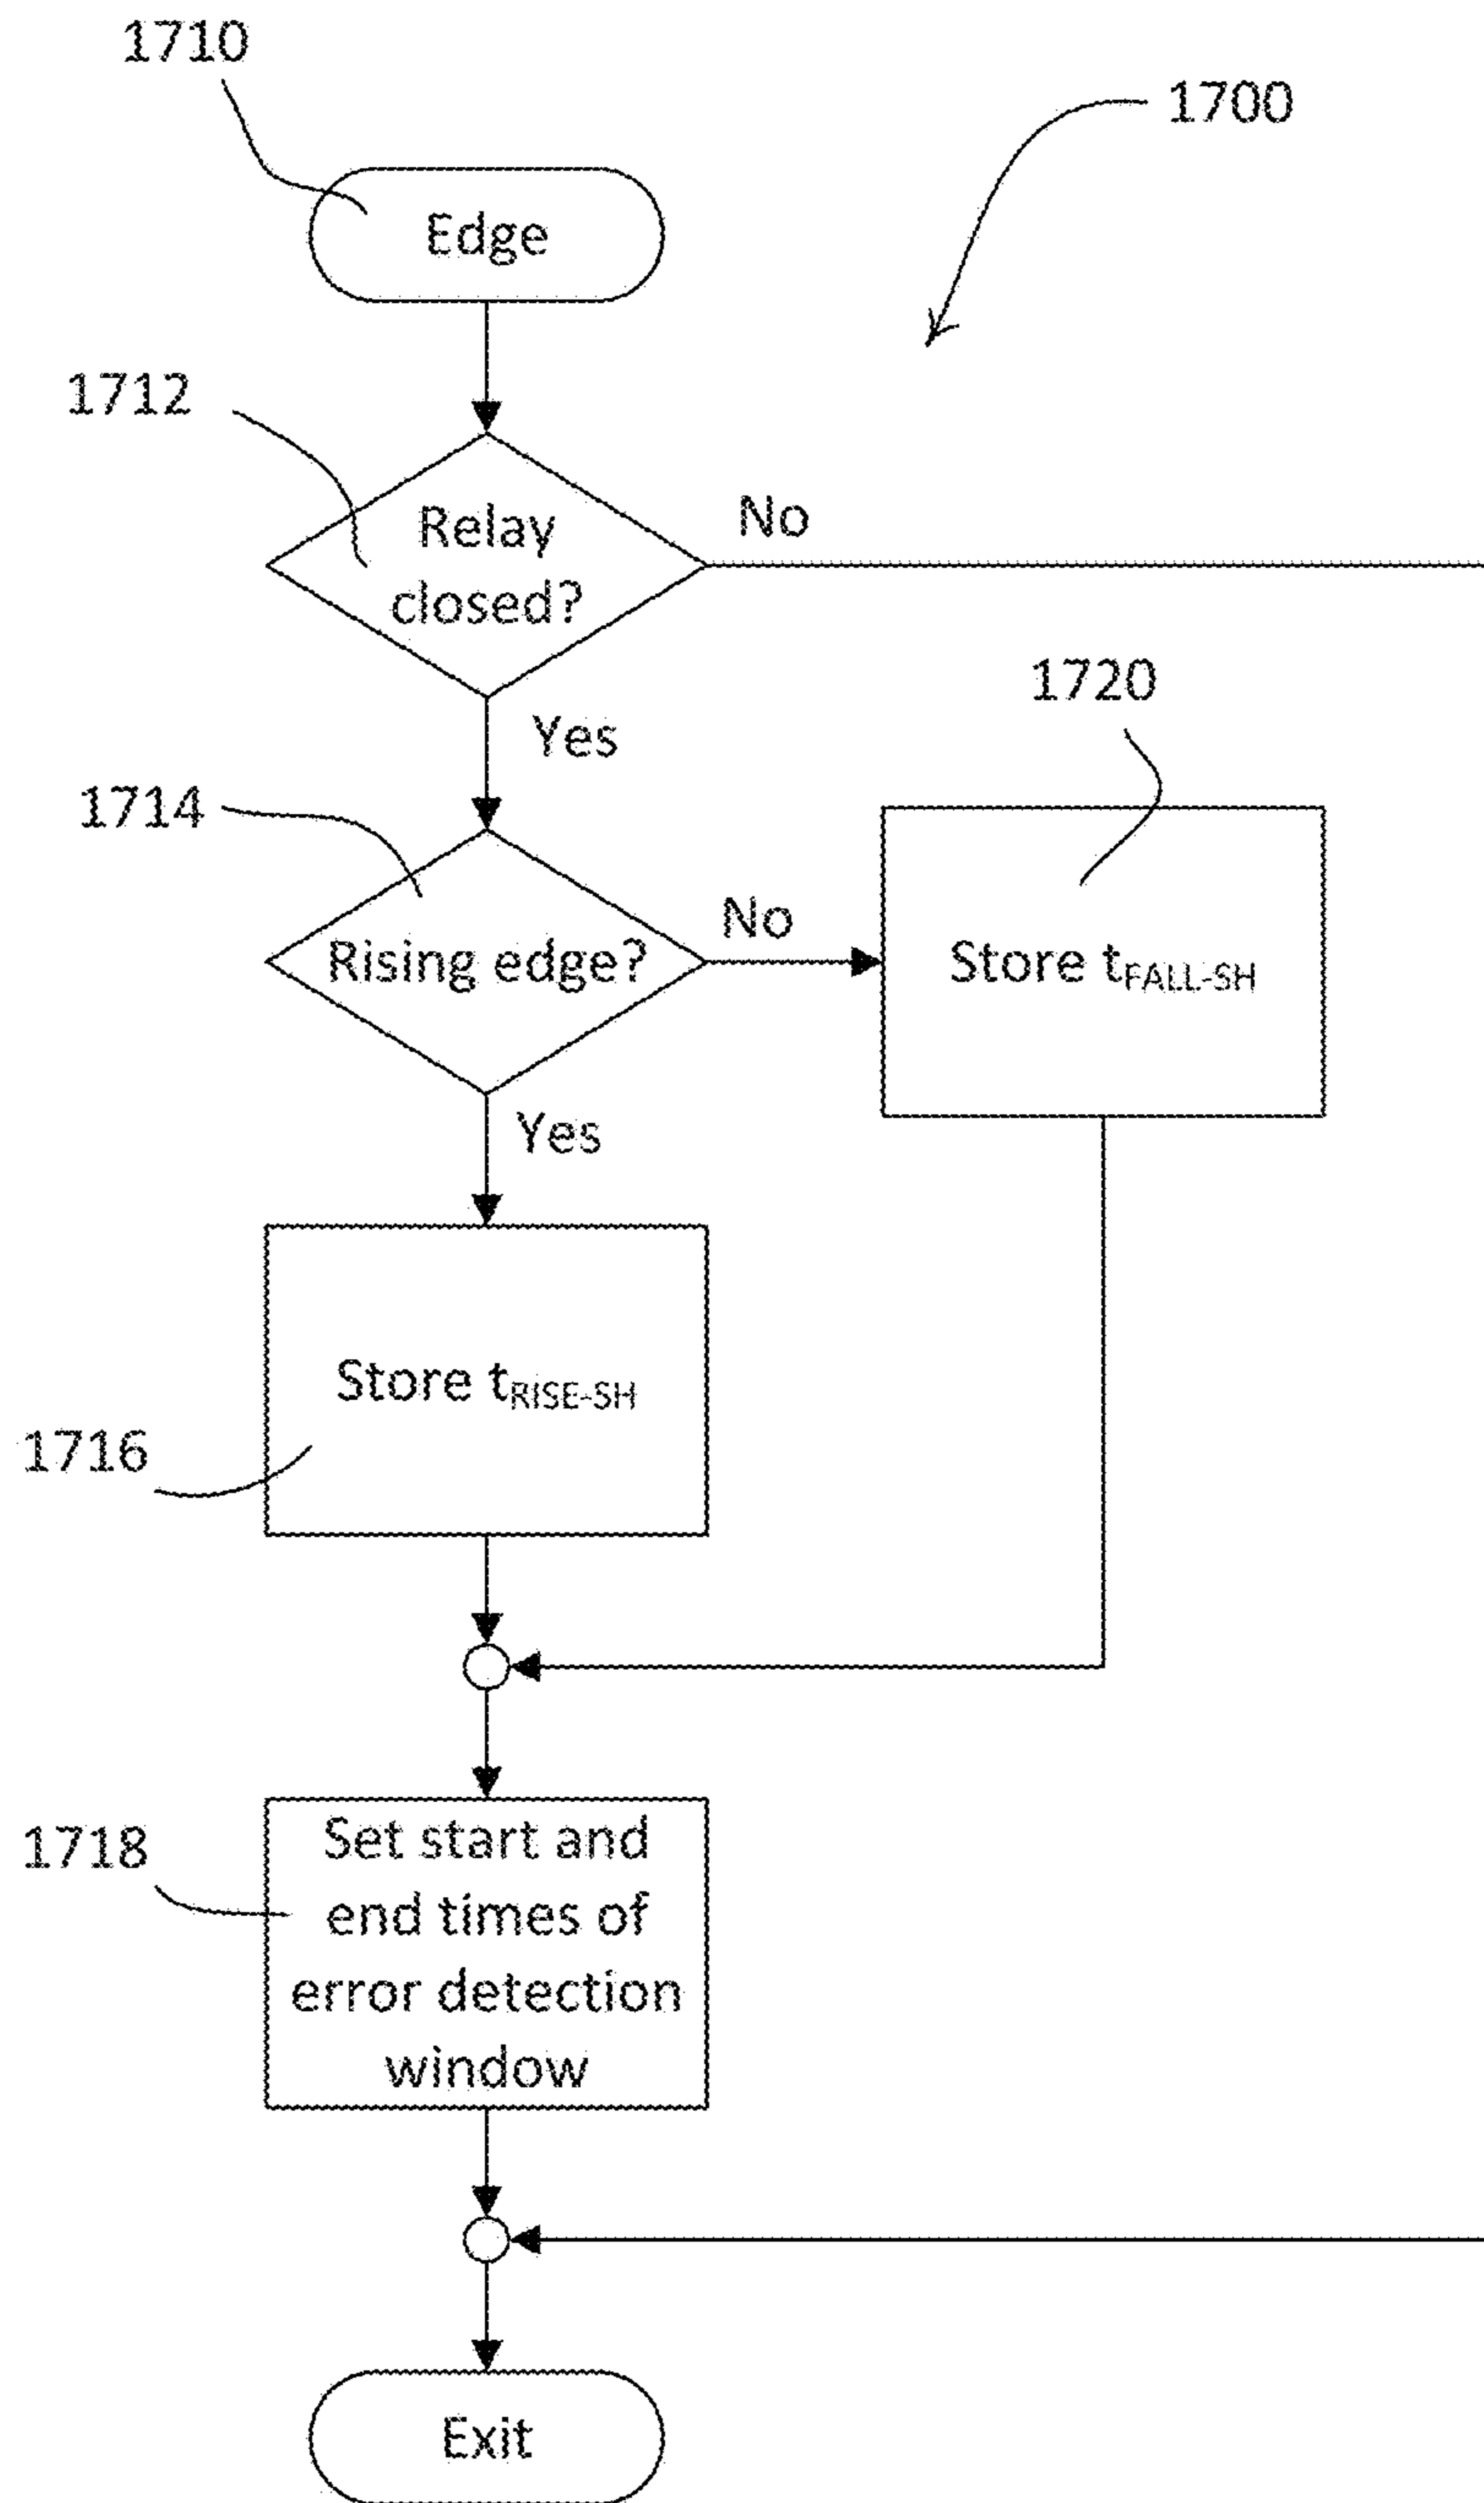 1710
1700
Edge
1712
Relay
closed?
No
Yes
1720
1714
Rising edge?
No
Store tFALL-SH
Yes
Store tRISE-SH
1716
1718
Set start and
end times of
error detection
window
Exit